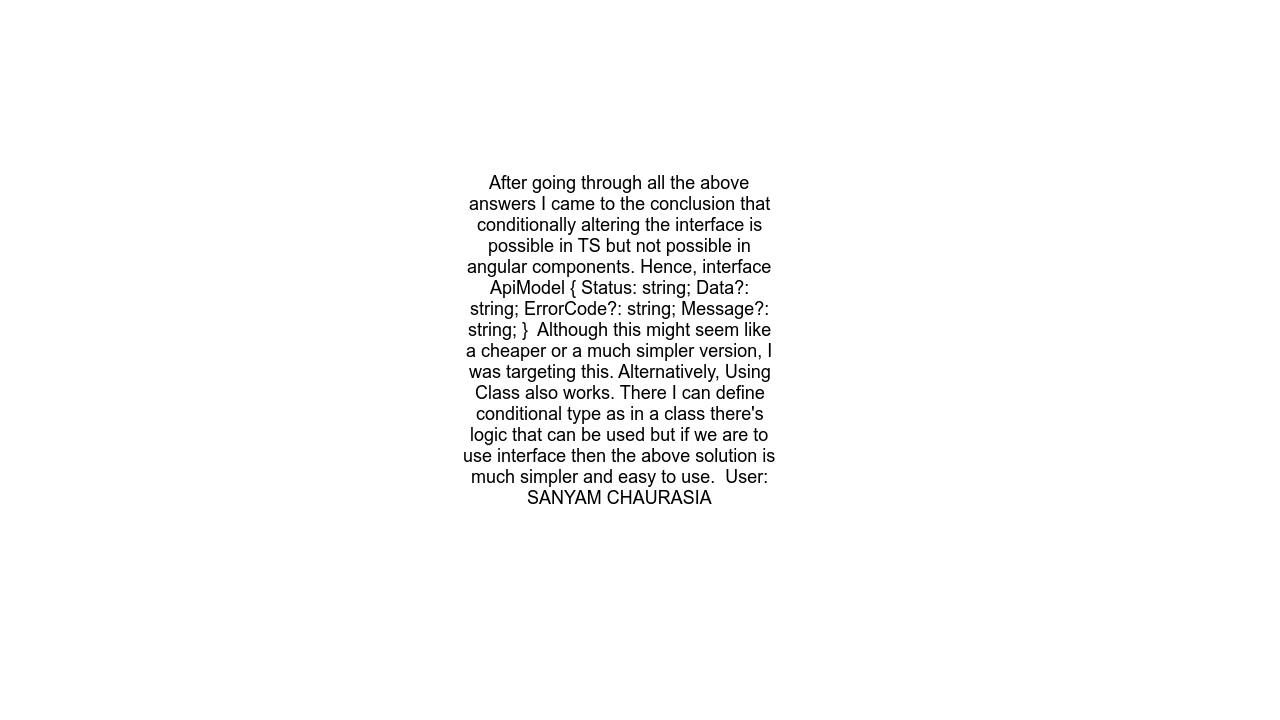 After going through all the above
answers I came to the conclusion that
conditionally altering the interface is
possible in TS but not possible in
angular components. Hence, interface
ApiModel { Status: string; Data?:
string; ErrorCode?: string; Message?:
string; }  Although this might seem like
a cheaper or a much simpler version, I
was targeting this. Alternatively, Using
Class also works. There I can define
conditional type as in a class there's
logic that can be used but if we are to
use interface then the above solution is
much simpler and easy to use.  User:
SANYAM CHAURASIA